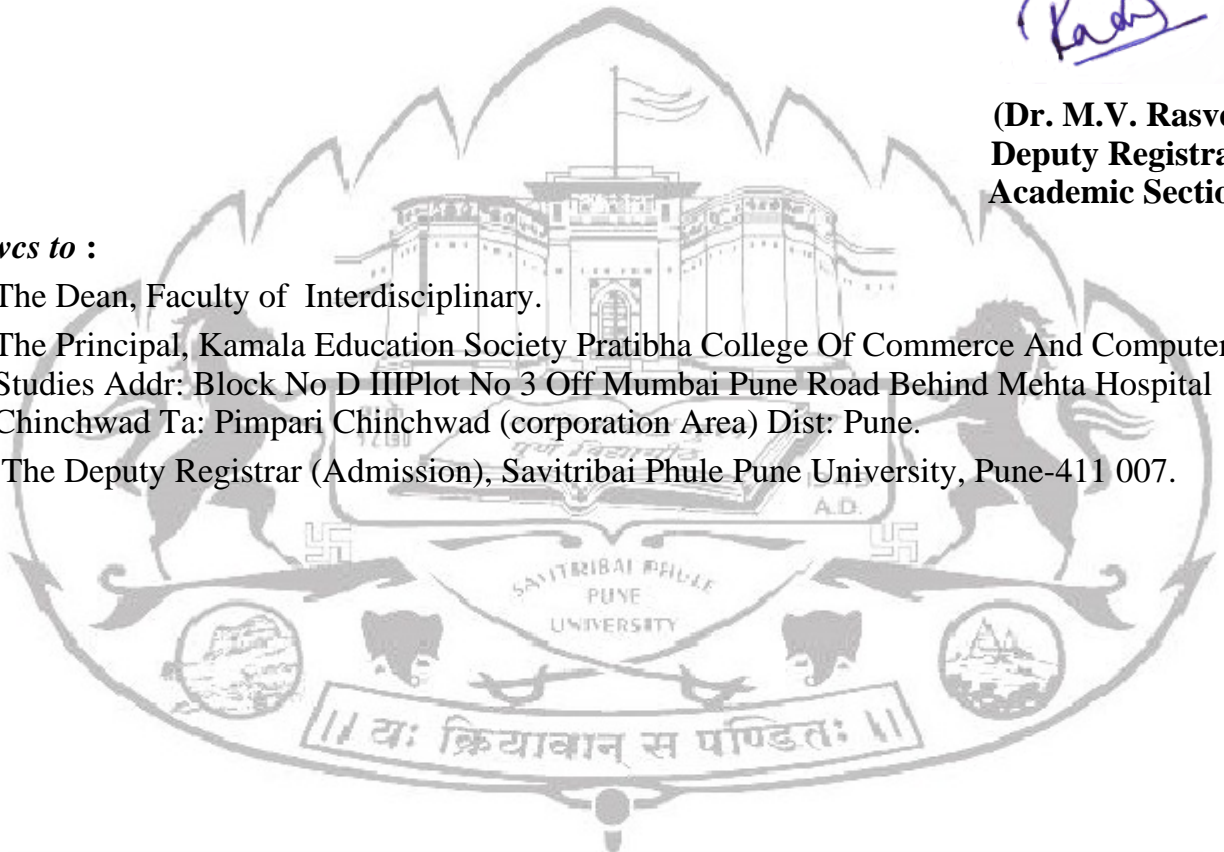 (Dr. M.V. Rasve
Deputy Registra
Academic Sectio
wcs to :
The Dean, Faculty of Interdisciplinary.
The Principal, Kamala Education Society Pratibha College Of Commerce And Computer
Studies Addr: Block No D IIIPlot No 3 Off Mumbai Pune Road Behind Mehta Hospital
Chinchwad Ta: Pimpari Chinchwad (corporation Area) Dist: Pune.
The Deputy Registrar (Admission), Savitribai Phule Pune University, Pune-411 007.
पुणे विद्यापीठ
A.D.
SAVITRIBAI PHULE
PUNE
UNIVERSITY
॥ यः क्रियावान् स पण्डितः ॥